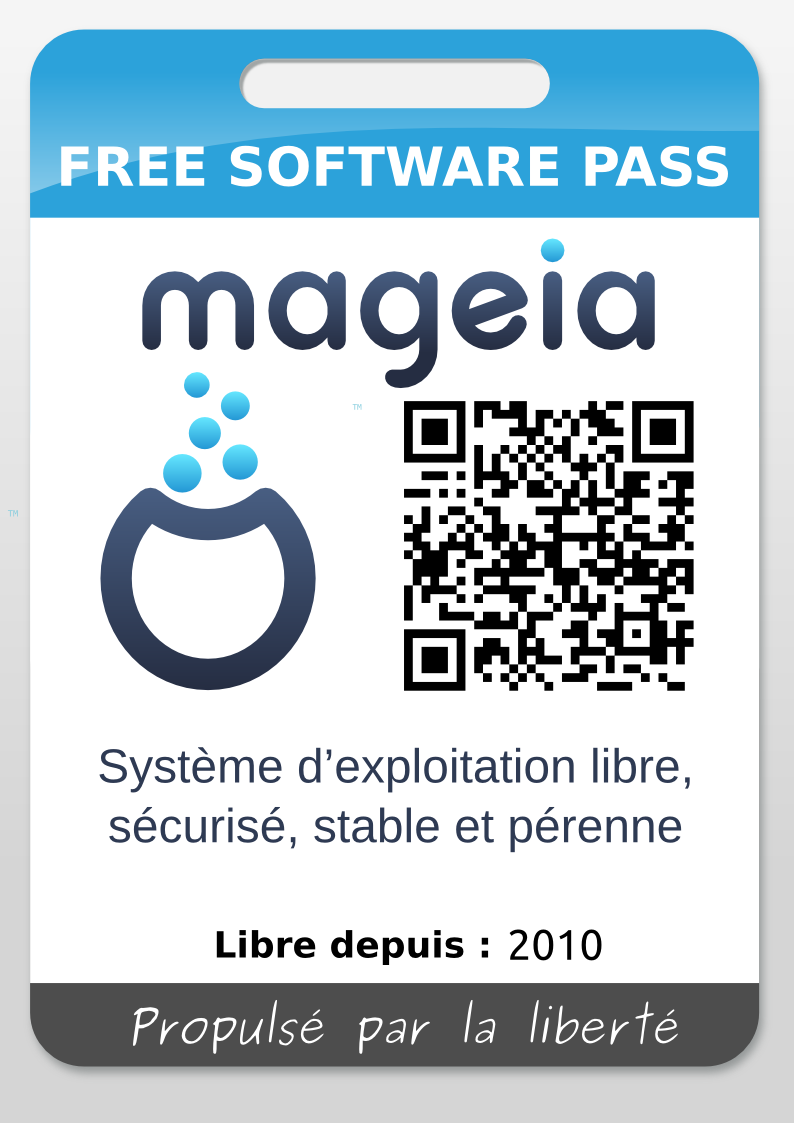 FREE SOFTWARE PASS
mageia
TM
TM
Système d’exploitation libre,
sécurisé, stable et pérenne
Libre depuis : 2010
Propulsé par la liberté